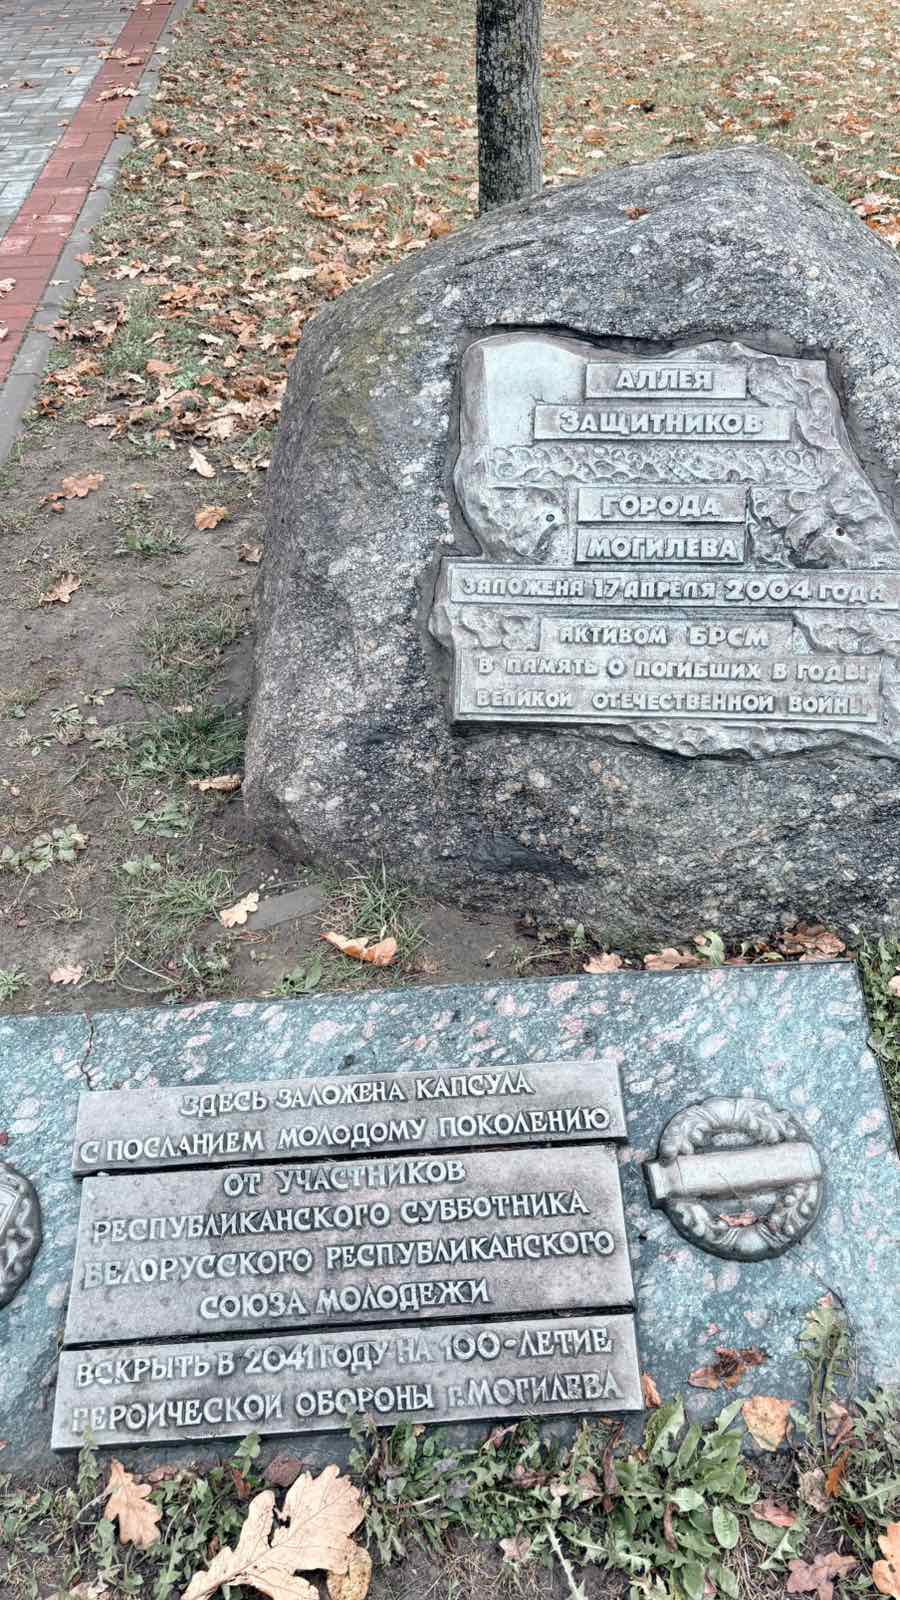 АЛЛЕЯ
ЗАЩИТНИКОВ
ГОРОДА
МОГИЛЕВА
ЗАЛОЖЕНА 17 АПРЕЛЯ 2004 ГОДА
АКТИВОМ БРСМ
В ПАМЯТЬ О ПОГИБШИХ В ГОДЫ
ВЕЛИКОЙ ОТЕЧЕСТВЕННОЙ ВОЙНЫ
ЗДЕСЬ ЗАЛОЖЕНА КАПСУЛА
С ПОСЛАНИЕМ МОЛОДОМУ ПОКОЛЕНИЮ
ОТ УЧАСТНИКОВ
РЕСПУБЛИКАНСКОГО СУББОТНИКА
БЕЛОРУССКОГО РЕСПУБЛИКАНСКОГО
СОЮЗА МОЛОДЕЖИ
ВСКРЫТЬ В 2041 ГОДУ НА 100-ЛЕТИЕ
ГЕРОИЧЕСКОЙ ОБОРОНЫ Г.МОГИЛЕВА